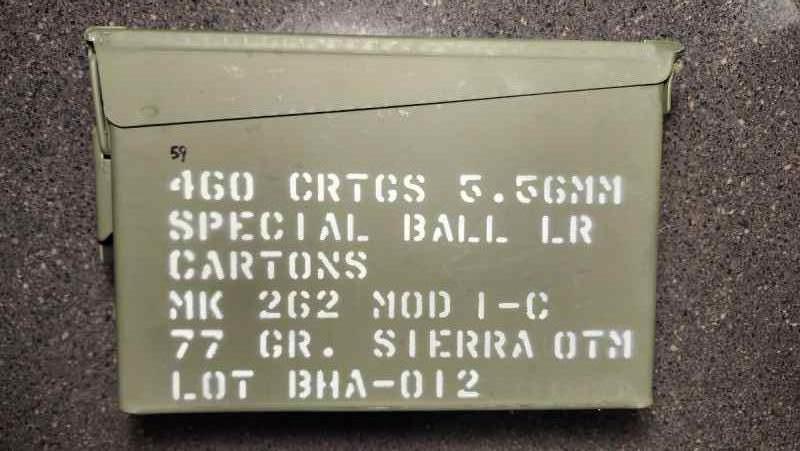 59
460 CRTGS 5.56MM
SPECIAL BALL LR
CARTONS
MK 262 MOD 1-C
77 GR. SIERRA OTM
LOT BHA-012